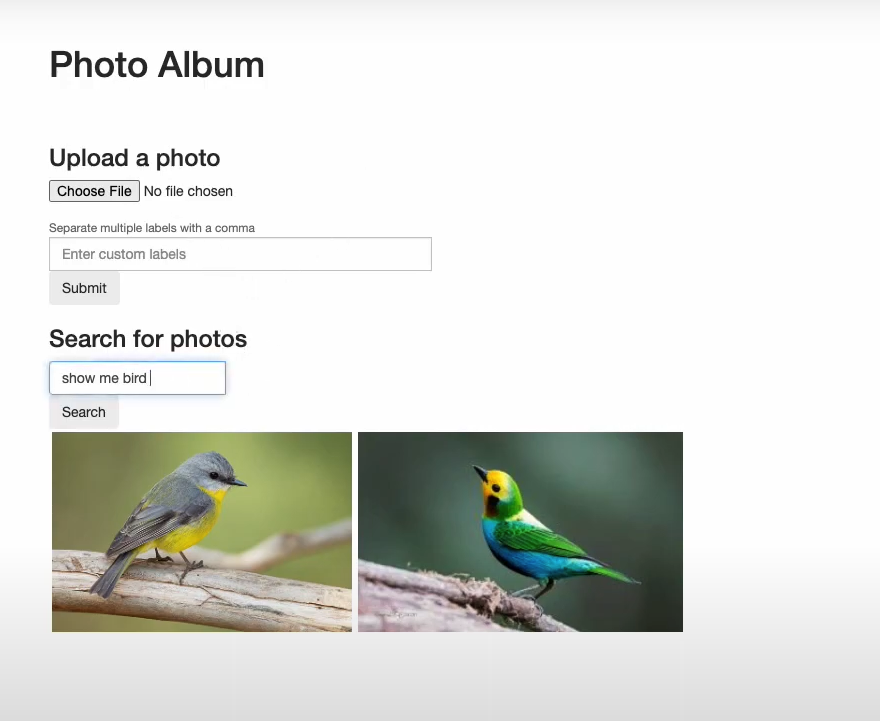 Photo Album
Upload a photo
Choose File No file chosen
Separate multiple labels with a comma
Enter custom labels
Submit
Search for photos
show me bird
Search